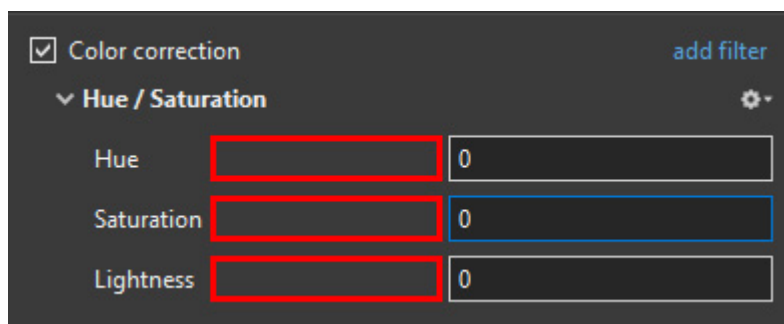 Color correction add filter
Hue / Saturation
Hue 0
Saturation 0
Lightness 0